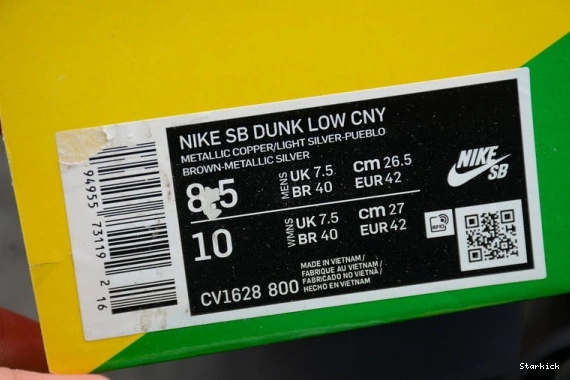 NIKE SB DUNK LOW CNY
METALLIC COPPER/LIGHT SILVER-PUEBLO
BROWN-METALLIC SILVER
8.5
MENS
UK 7.5
BR 40
cm 26.5
EUR 42
10
WMNS
UK 7.5
BR 40
cm 27
EUR 42
MADE IN VIETNAM /
FABRIQUE AU VIETNAM /
FABRICADO NO VIETNÃ /
HECHO EN VIETNAM
CV1628 800
NIKE
SB
94955 73119 2 16
Starkick